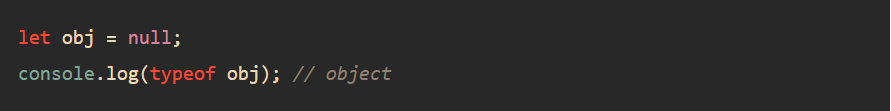 let obj = null;
console.log(typeof obj); // object